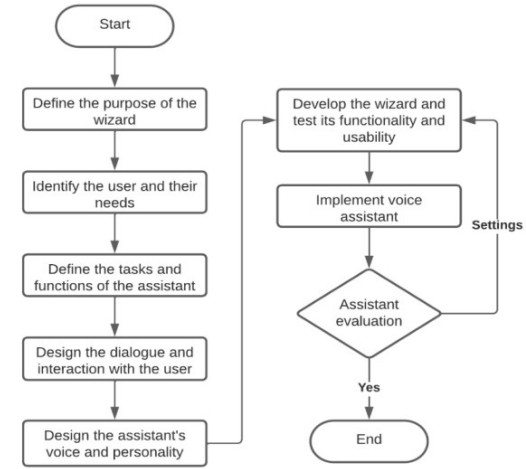 Start
Define the purpose of the
wizard
Identify the user and their
needs
Define the tasks and
functions of the assistant
Design the dialogue and
interaction with the user
Design the assistant's
voice and personality
Develop the wizard and
test its functionality and
usability
Implement voice
assistant
Settings
Assistant
evaluation
Yes
End